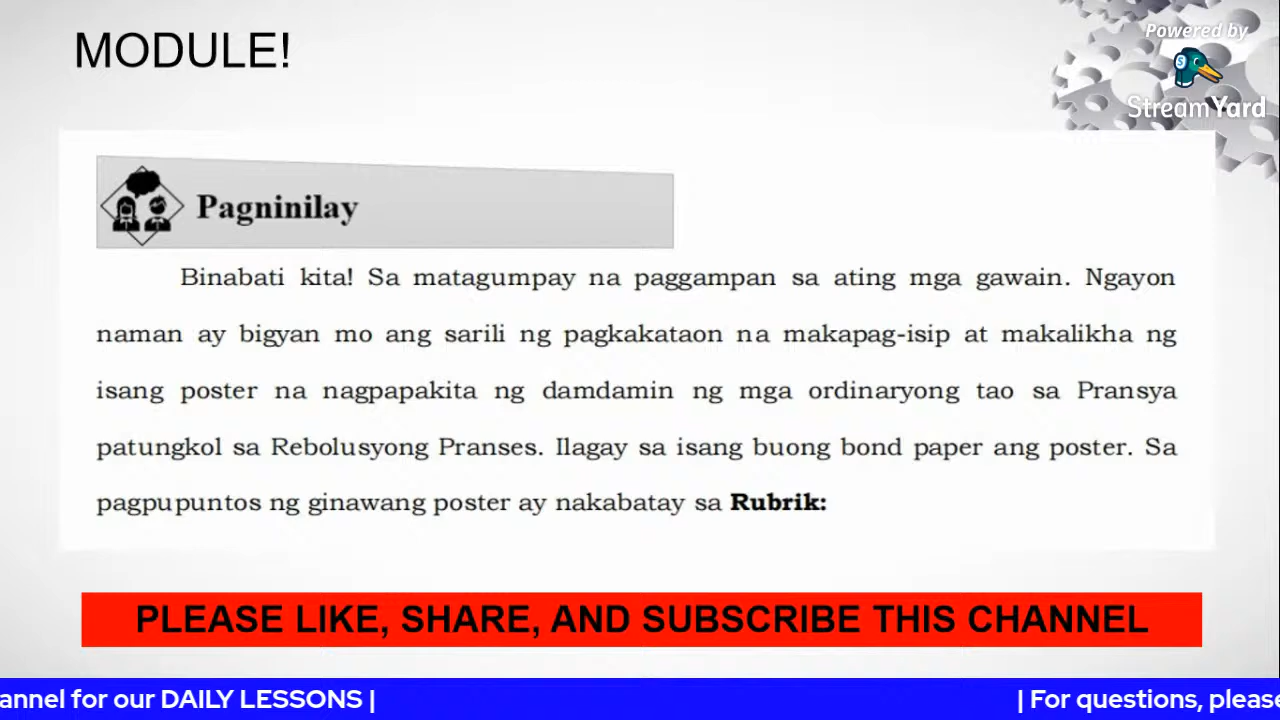 MODULE!
Powered by
StreamYard
Pagninilay
Binabati kita! Sa matagumpay na paggampan sa ating mga gawain. Ngayon
naman ay bigyan mo ang sarili ng pagkakataon na makapag-isip at makalikha ng
isang poster na nagpapakita ng damdamin ng mga ordinaryong tao sa Pransya
patungkol sa Rebolusyong Pranses. Ilagay sa isang buong bond paper ang poster. Sa
pagpupuntos ng ginawang poster ay nakabatay sa Rubrik:
PLEASE LIKE, SHARE, AND SUBSCRIBE THIS CHANNEL
annel for our DAILY LESSONS | | For questions, please